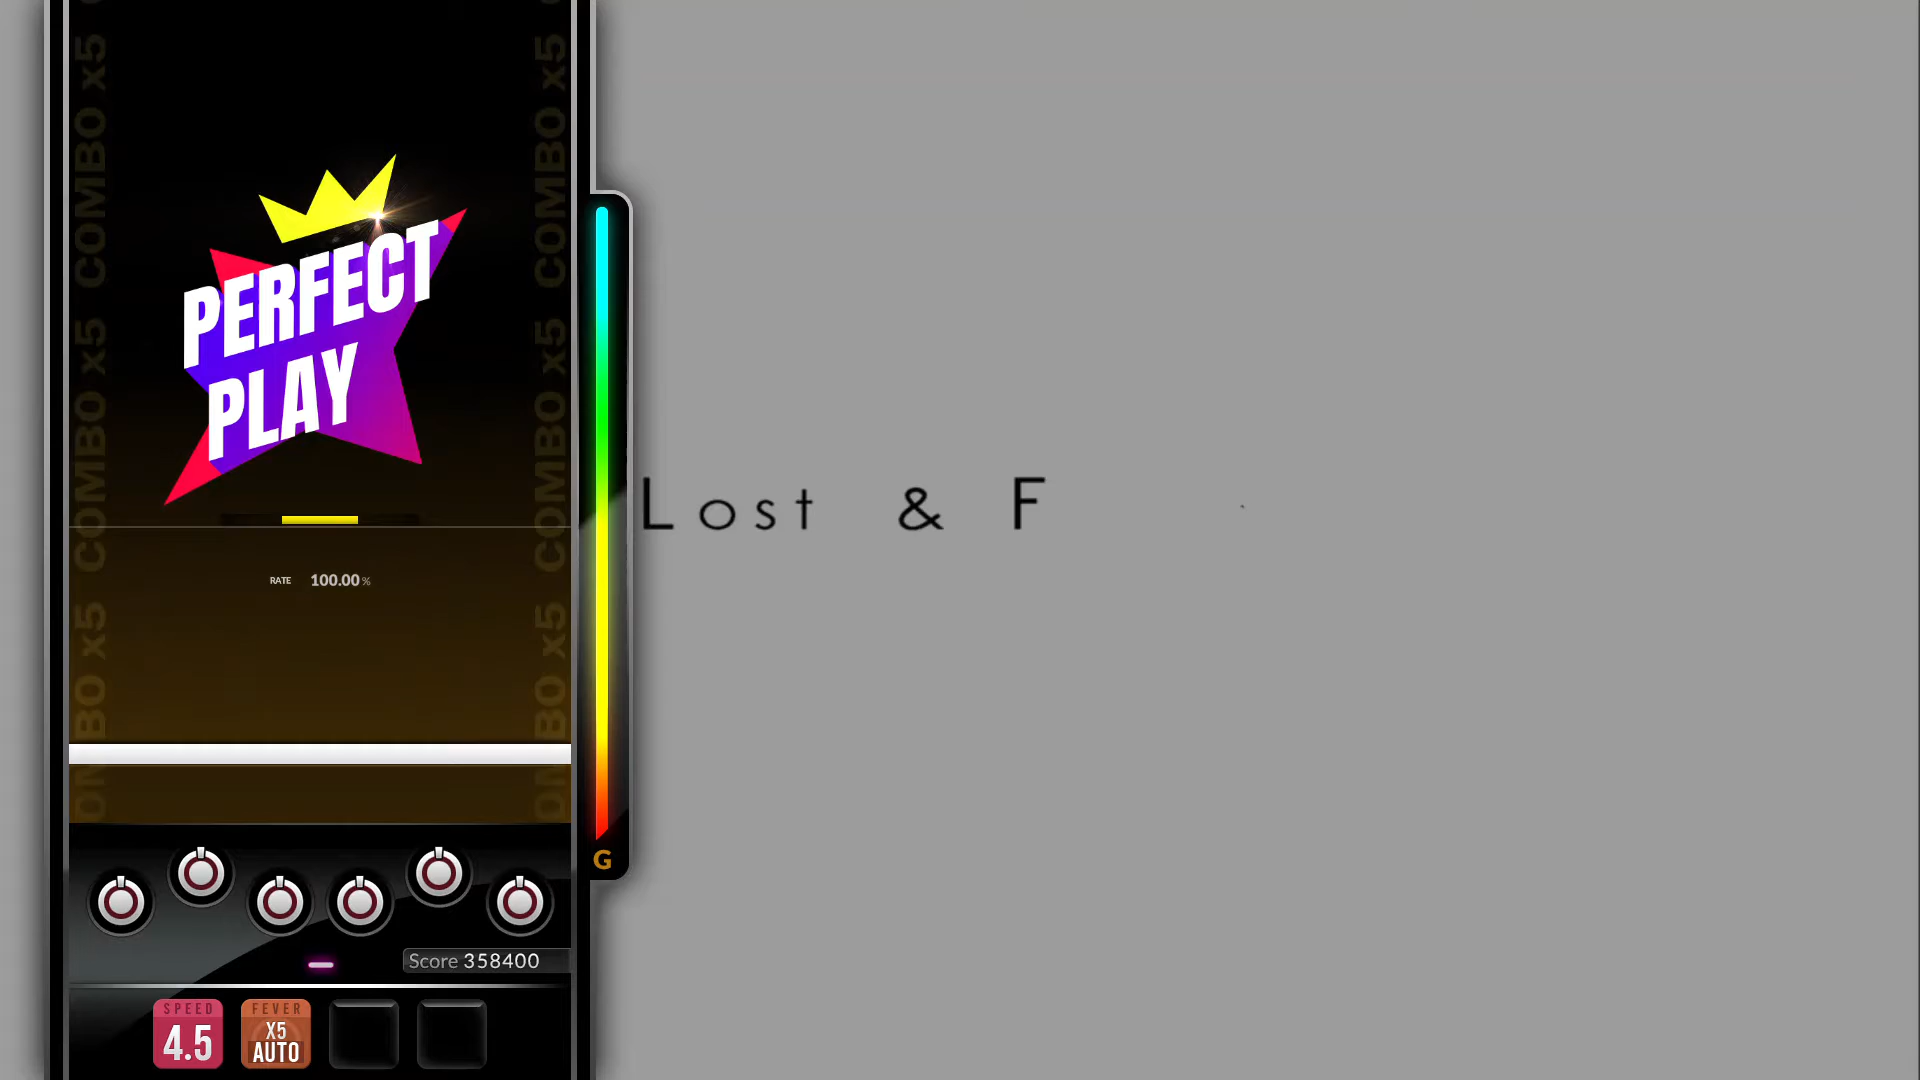 COMBO x5 COMBO x5 COMBO x5
COMBO x5 COMBO x5 COMBO x5
PERFECT
PLAY
RATE 100.00 %
Lost & F
G
Score 358400
SPEED
4.5
FEVER
X5
AUTO